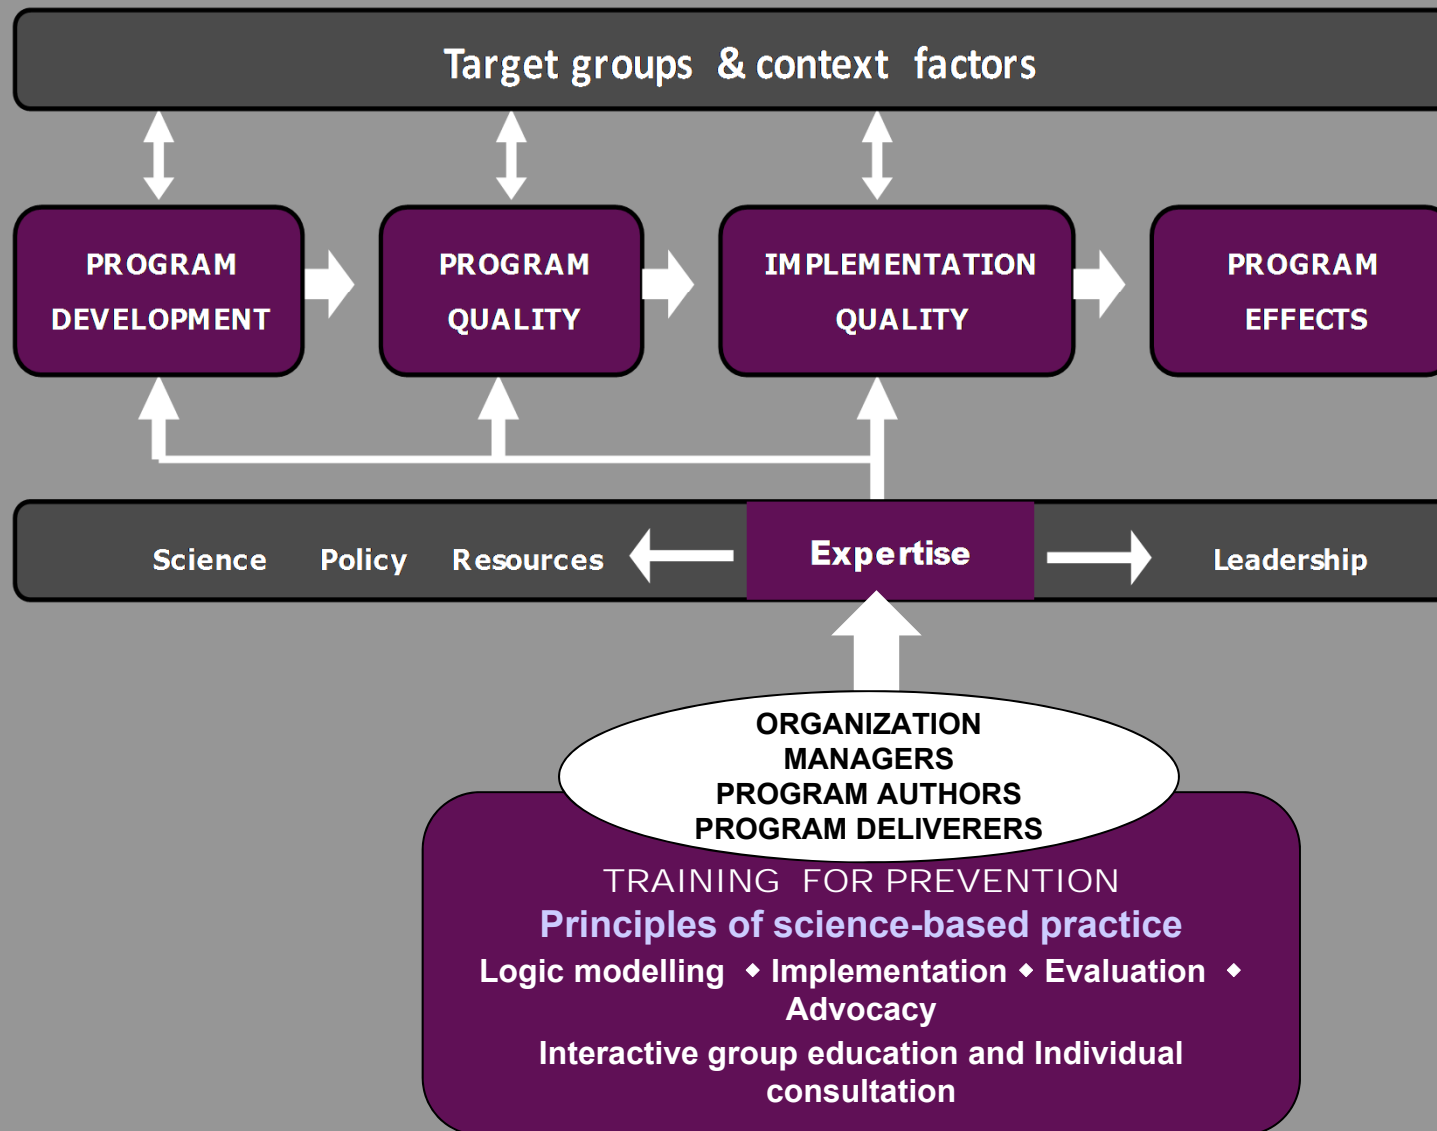 Target groups & context factors
PROGRAM
DEVELOPMENT
PROGRAM
QUALITY
IMPLEMENTATION
QUALITY
PROGRAM
EFFECTS
Science Policy Resources Expertise Leadership
ORGANIZATION
MANAGERS
PROGRAM AUTHORS
PROGRAM DELIVERERS
TRAINING FOR PREVENTION
Principles of science-based practice
Logic modelling ◆ Implementation ◆ Evaluation ◆
Advocacy
Interactive group education and Individual
consultation